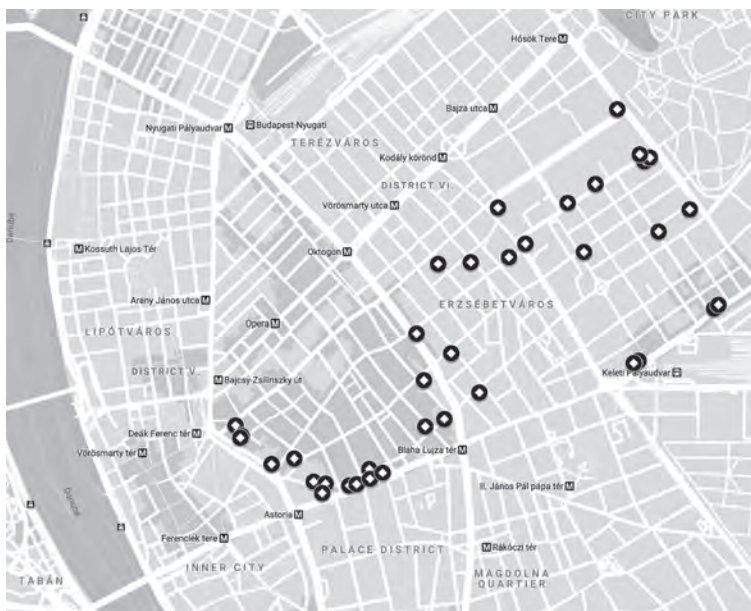 CITY PARK
Hősök Tere M
Bajza utca M
Nyugati Pályaudvar M
Budapest-Nyugati
TERÉZVÁROS
Kodály körönd M
DISTRICT VI.
Vörösmarty utca M
Danube
M Kossuth Lajos Tér
Oktogon M
Arany János utca M
ERZSÉBETVÁROS
Opera M
LIPÓTVÁROS
DISTRICT V.
M Bajcsy-Zsilinszky út
Keleti Pályaudvar
Deák Ferenc tér M
Vörösmarty tér M
Blaha Lujza tér M
II. János Pál pápa tér M
Danube
Astoria M
Ferenciek tere M
PALACE DISTRICT
M Rákóczi tér
INNER CITY
MAGDOLNA
QUARTIER
TABÁN